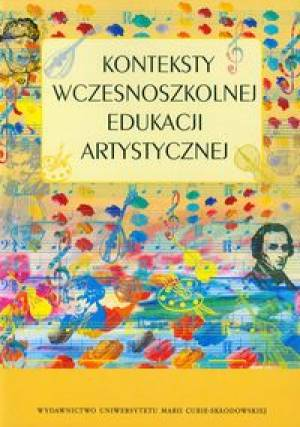 KONTEKSTY
WCZESNOSZKOLNEJ
EDUKACJI
ARTYSTYCZNEJ
WYDAWNICTWO UNIWERSYTETU MARII CURIE-SKŁODOWSKIEJ